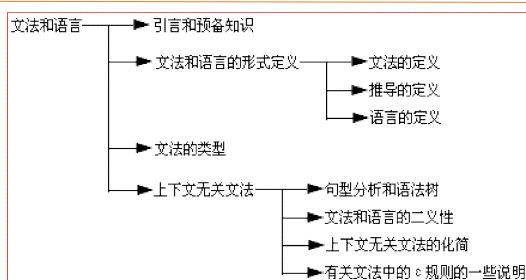 文法和语言
引言和预备知识
文法和语言的形式定义
文法的定义
推导的定义
语言的定义
文法的类型
上下文无关文法
句型分析和语法树
文法和语言的二义性
上下文无关文法的化简
有关文法中的ε规则的一些说明